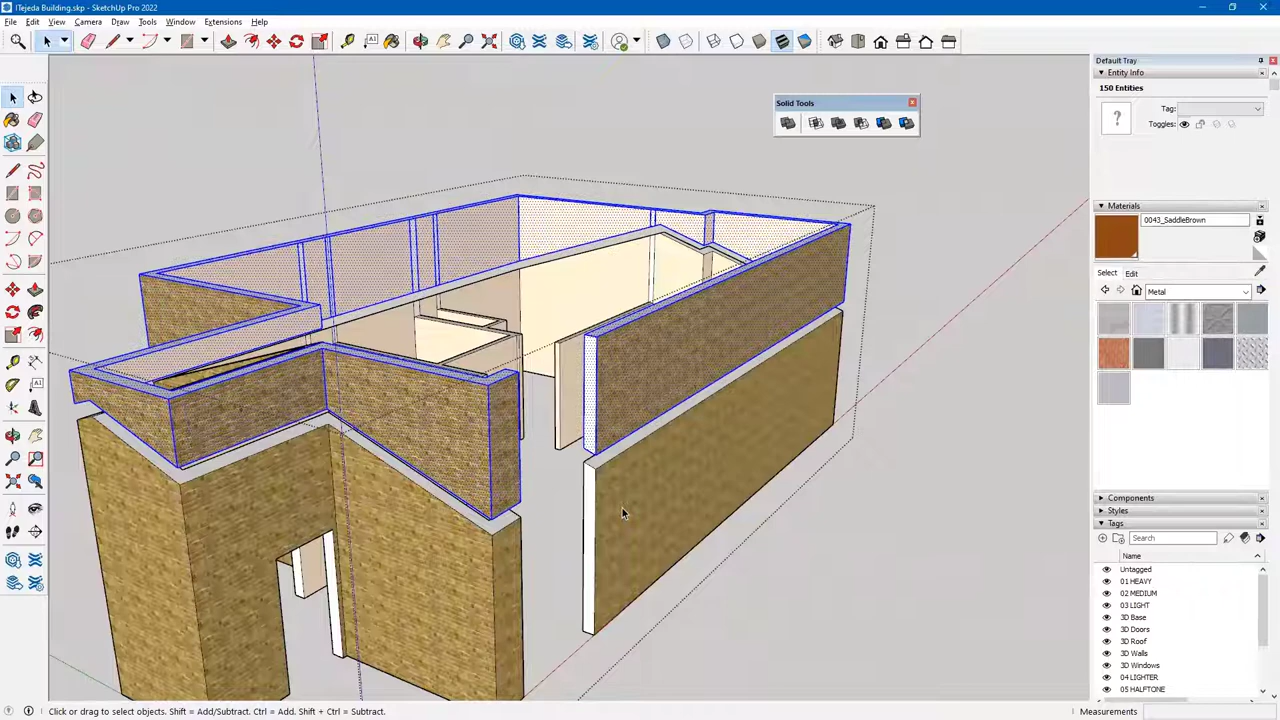 ITejeda Building.skp - SketchUp Pro 2022
File Edit View Camera Draw Tools Window Extensions Help
Default Tray
Entity Info
150 Entities
Tag:
Toggles:
Solid Tools
Materials
0043_SaddleBrown
Select Edit
Metal
Components
Styles
Tags
Search
Name
Untagged
01 HEAVY
02 MEDIUM
03 LIGHT
3D Base
3D Doors
3D Roof
3D Walls
3D Windows
04 LIGHTER
05 HALFTONE
Click or drag to select objects. Shift = Add/Subtract. Ctrl = Add. Shift + Ctrl = Subtract.
Measurements